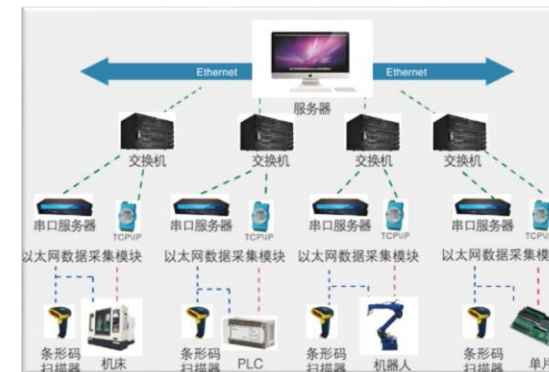 Ethernet
Ethernet
服务器
交换机
交换机
交换机
交换机
串口服务器
TCP\IP
串口服务器
TCP\IP
串口服务器
TCP\IP
串口服务器
TCP\IP
以太网数据采集模块
以太网数据采集模块
以太网数据采集模块
以太网数据采集模
条形码
扫描器
机床
条形码
扫描器
PLC
条形码
扫描器
机器人
条形码
扫描器
单片